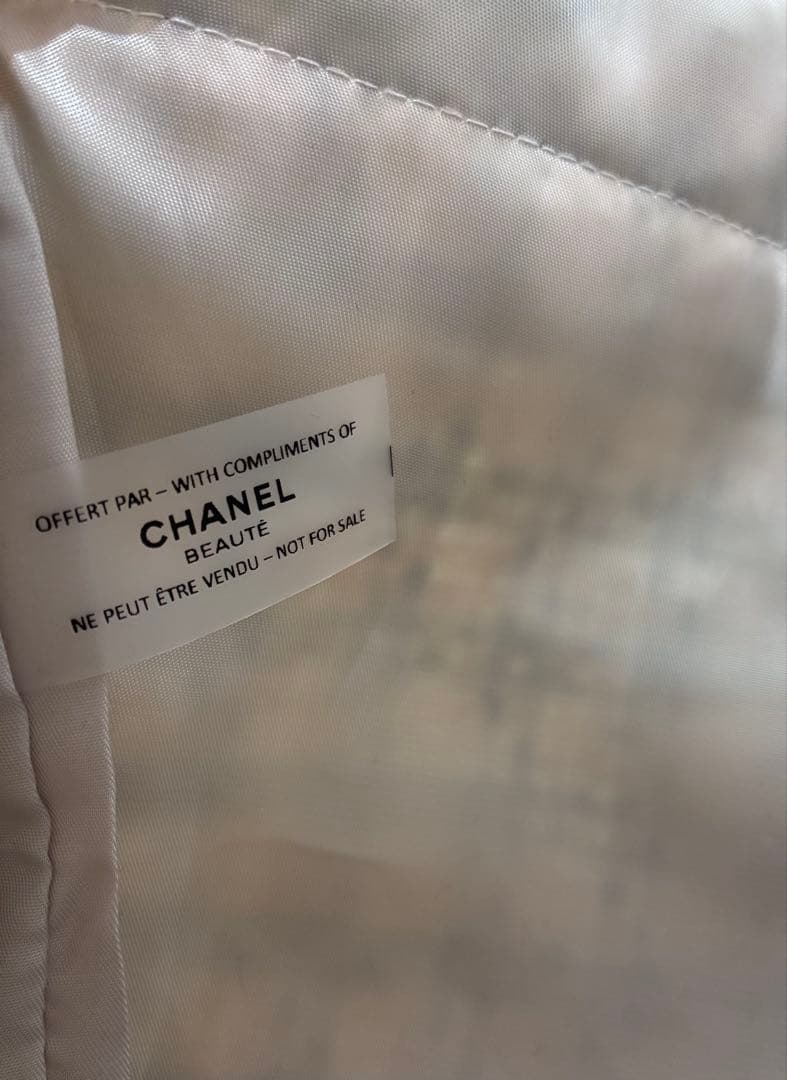 OFFERT PAR – WITH COMPLIMENTS OF
CHANEL
BEAUTÉ
NE PEUT ÊTRE VENDU – NOT FOR SALE